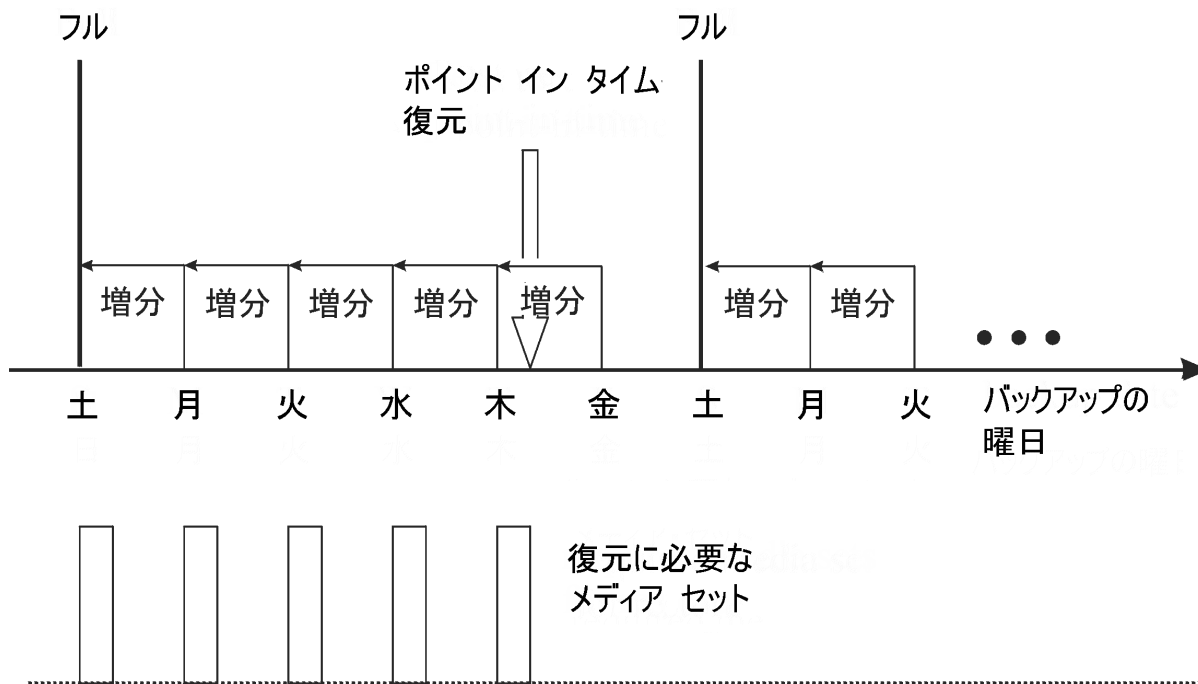 フル
フル
ポイント イン タイム
復元
増分 増分 増分 増分 増分 増分 増分
土 月 火 水 木 金 土 月 火
バックアップの
曜日
復元に必要な
メディア セット